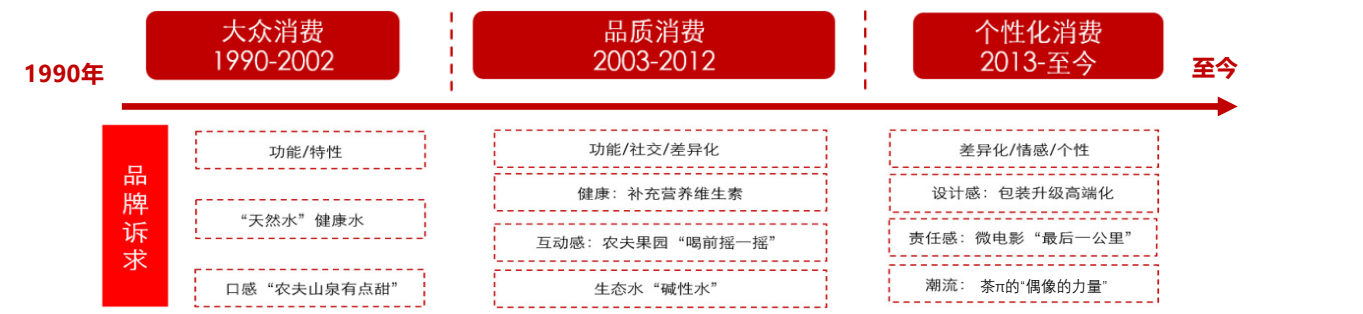 大众消费
1990-2002
品质消费
2003-2012
个性化消费
2013-至今
1990年
至今
品牌诉求
功能/特性
“天然水”健康水
口感“农夫山泉有点甜”
功能/社交/差异化
健康：补充营养维生素
互动感：农夫果园“喝前摇一摇”
生态水“碱性水”
差异化/情感/个性
设计感：包装升级高端化
责任感：微电影“最后一公里”
潮流：茶π的“偶像的力量”